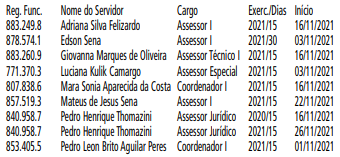 Reg. Func. Nome do Servidor Cargo Exerc./Dias Início
883.249.8 Adriana Silva Felizardo Assessor I 2021/15 16/11/2021
878.574.1 Edson Sena Assessor I 2021/30 03/11/2021
883.260.9 Giovanna Marques de Oliveira Assessor Técnico I 2021/15 16/11/2021
771.370.3 Luciana Kulik Camargo Assessor Especial 2021/15 03/11/2021
807.838.6 Mara Sonia Aparecida da Costa Coordenador I 2021/15 16/11/2021
857.519.3 Mateus de Jesus Sena Assessor I 2021/15 22/11/2021
840.958.7 Pedro Henrique Thomazini Assessor Jurídico 2020/15 16/11/2021
840.958.7 Pedro Henrique Thomazini Assessor Jurídico 2021/15 26/11/2021
853.405.5 Pedro Leon Brito Aguilar Peres Coordenador I 2021/15 01/11/2021